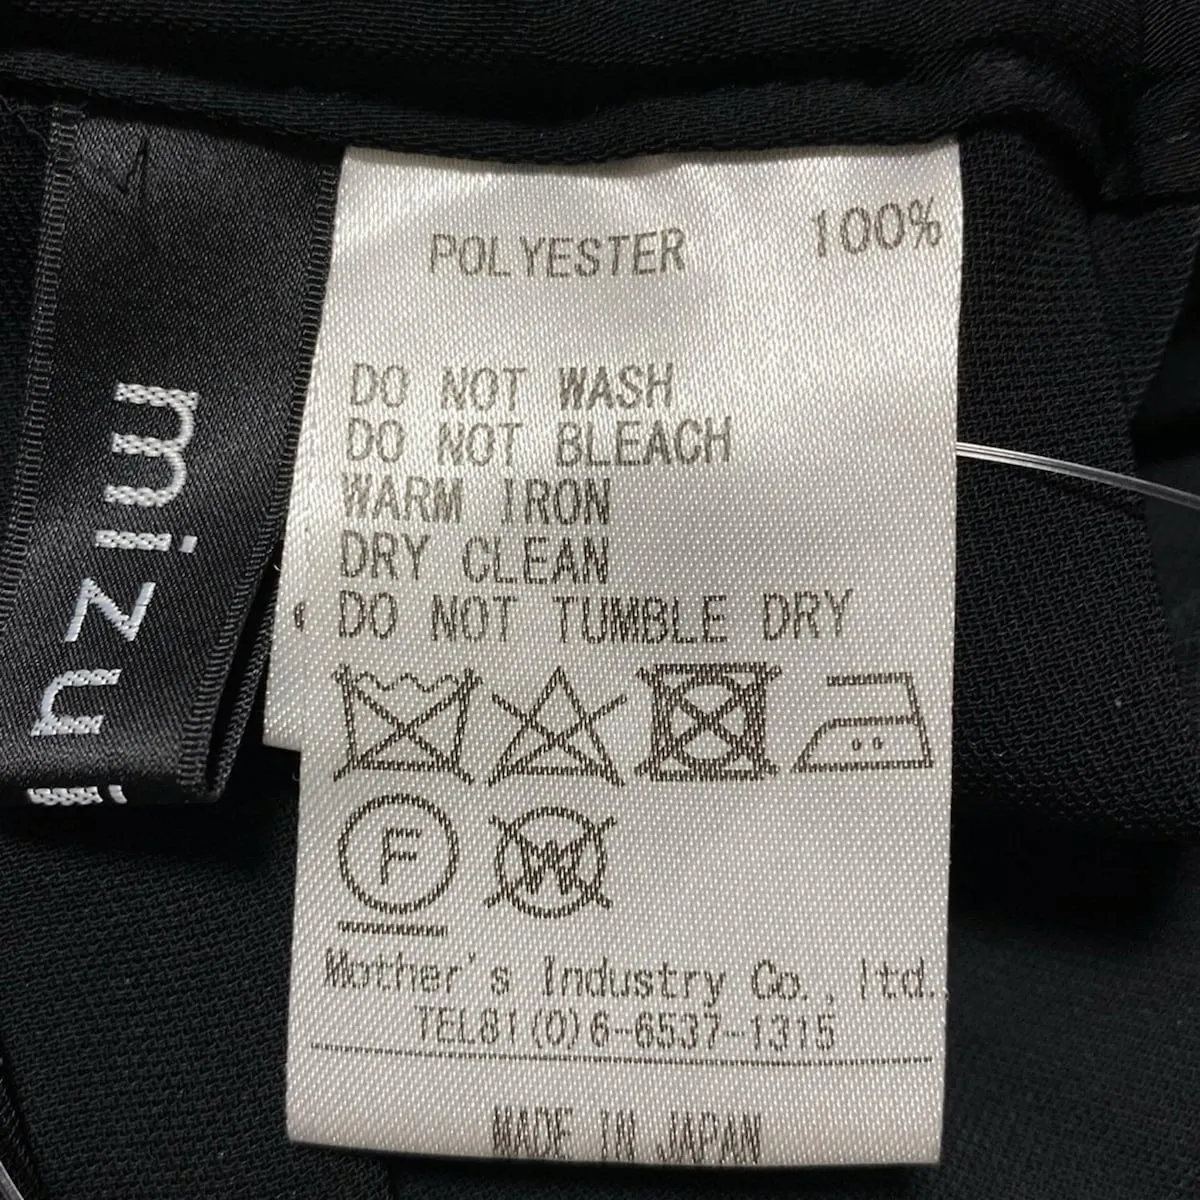 mizu
POLYESTER 100%
DO NOT WASH
DO NOT BLEACH
WARM IRON
DRY CLEAN
DO NOT TUMBLE DRY
F W
Mother's Industry Co., ltd.
TEL81(0)6-6537-1315
MADE IN JAPAN